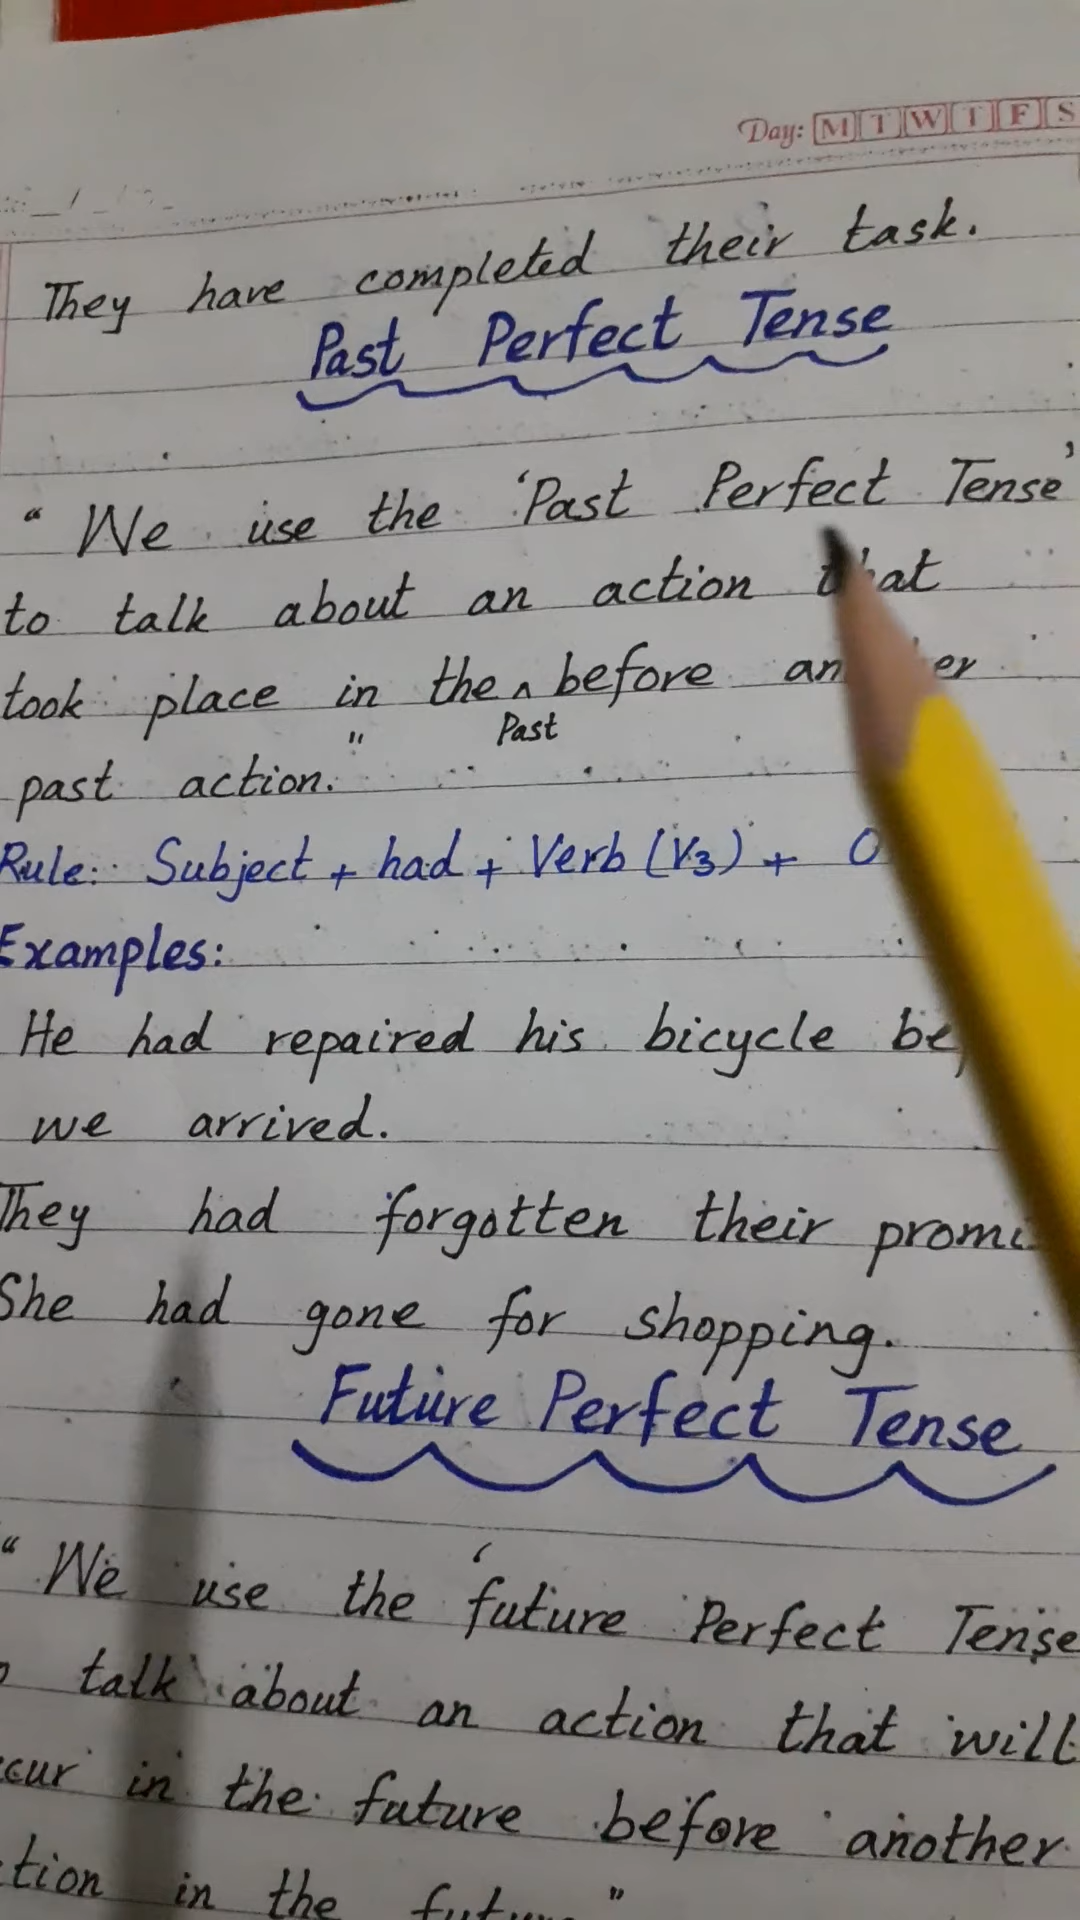 Day: M T W T F S
They have completed their task.
Past Perfect Tense
“ We use the ‘Past Perfect Tense’
to talk about an action that
took place in the ^ before
Past
past action.”
Rule: Subject + had + Verb (V3) +
Examples:
He had repaired his bicycle
we arrived.
They had forgotten their
She had gone for shopping.
Future Perfect Tense
“ We use the ‘future Perfect Tense
talk about an action that will
in the future before another
in the future”